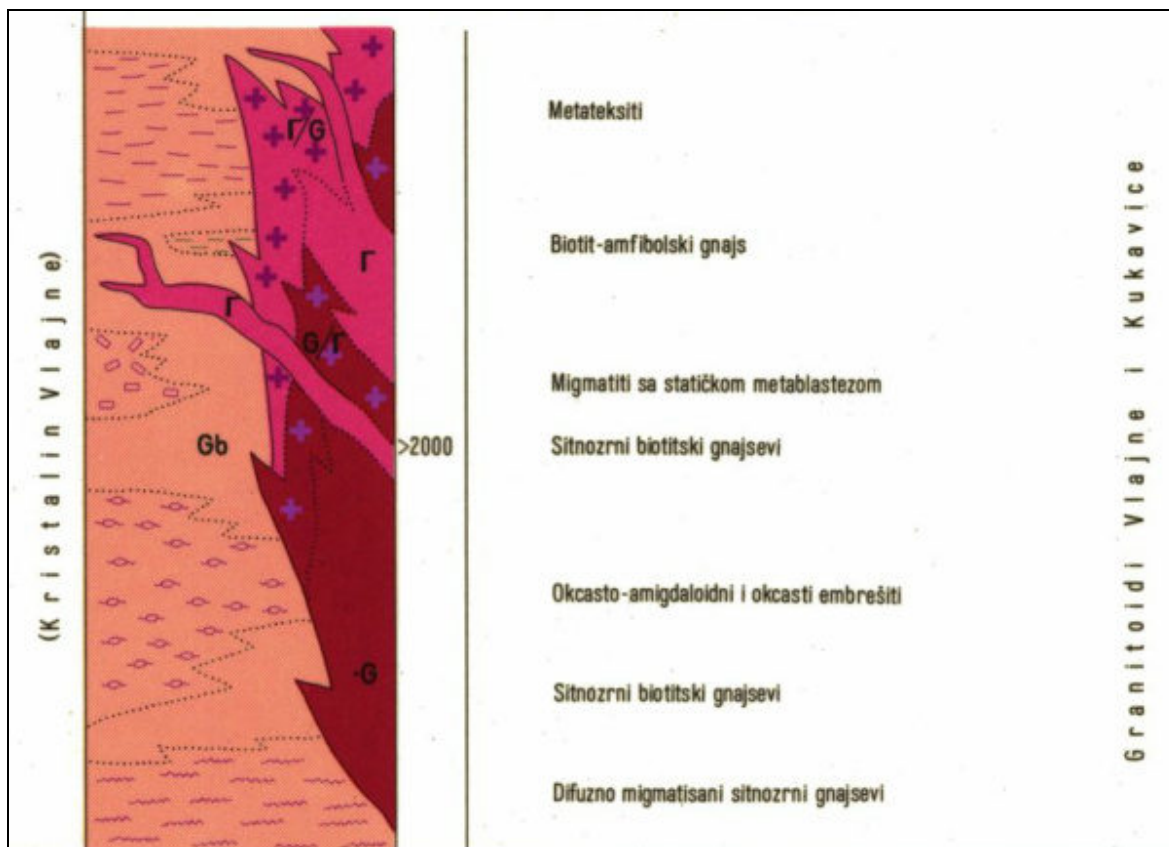 (Kristalin Vlajne)
Γ/G
Γ
Γ
G/Γ
Gb
>2000
-G
Metateksiti
Biotit-amfibolski gnajs
Migmatiti sa statičkom metablastezom
Sitnozrni biotitski gnajsevi
Okcasto-amigdaloidni i okcasti embrešiti
Sitnozrni biotitski gnajsevi
Difuzno migmatisani sitnozrni gnajsevi
Granitoidi Vlajne i Kukavice